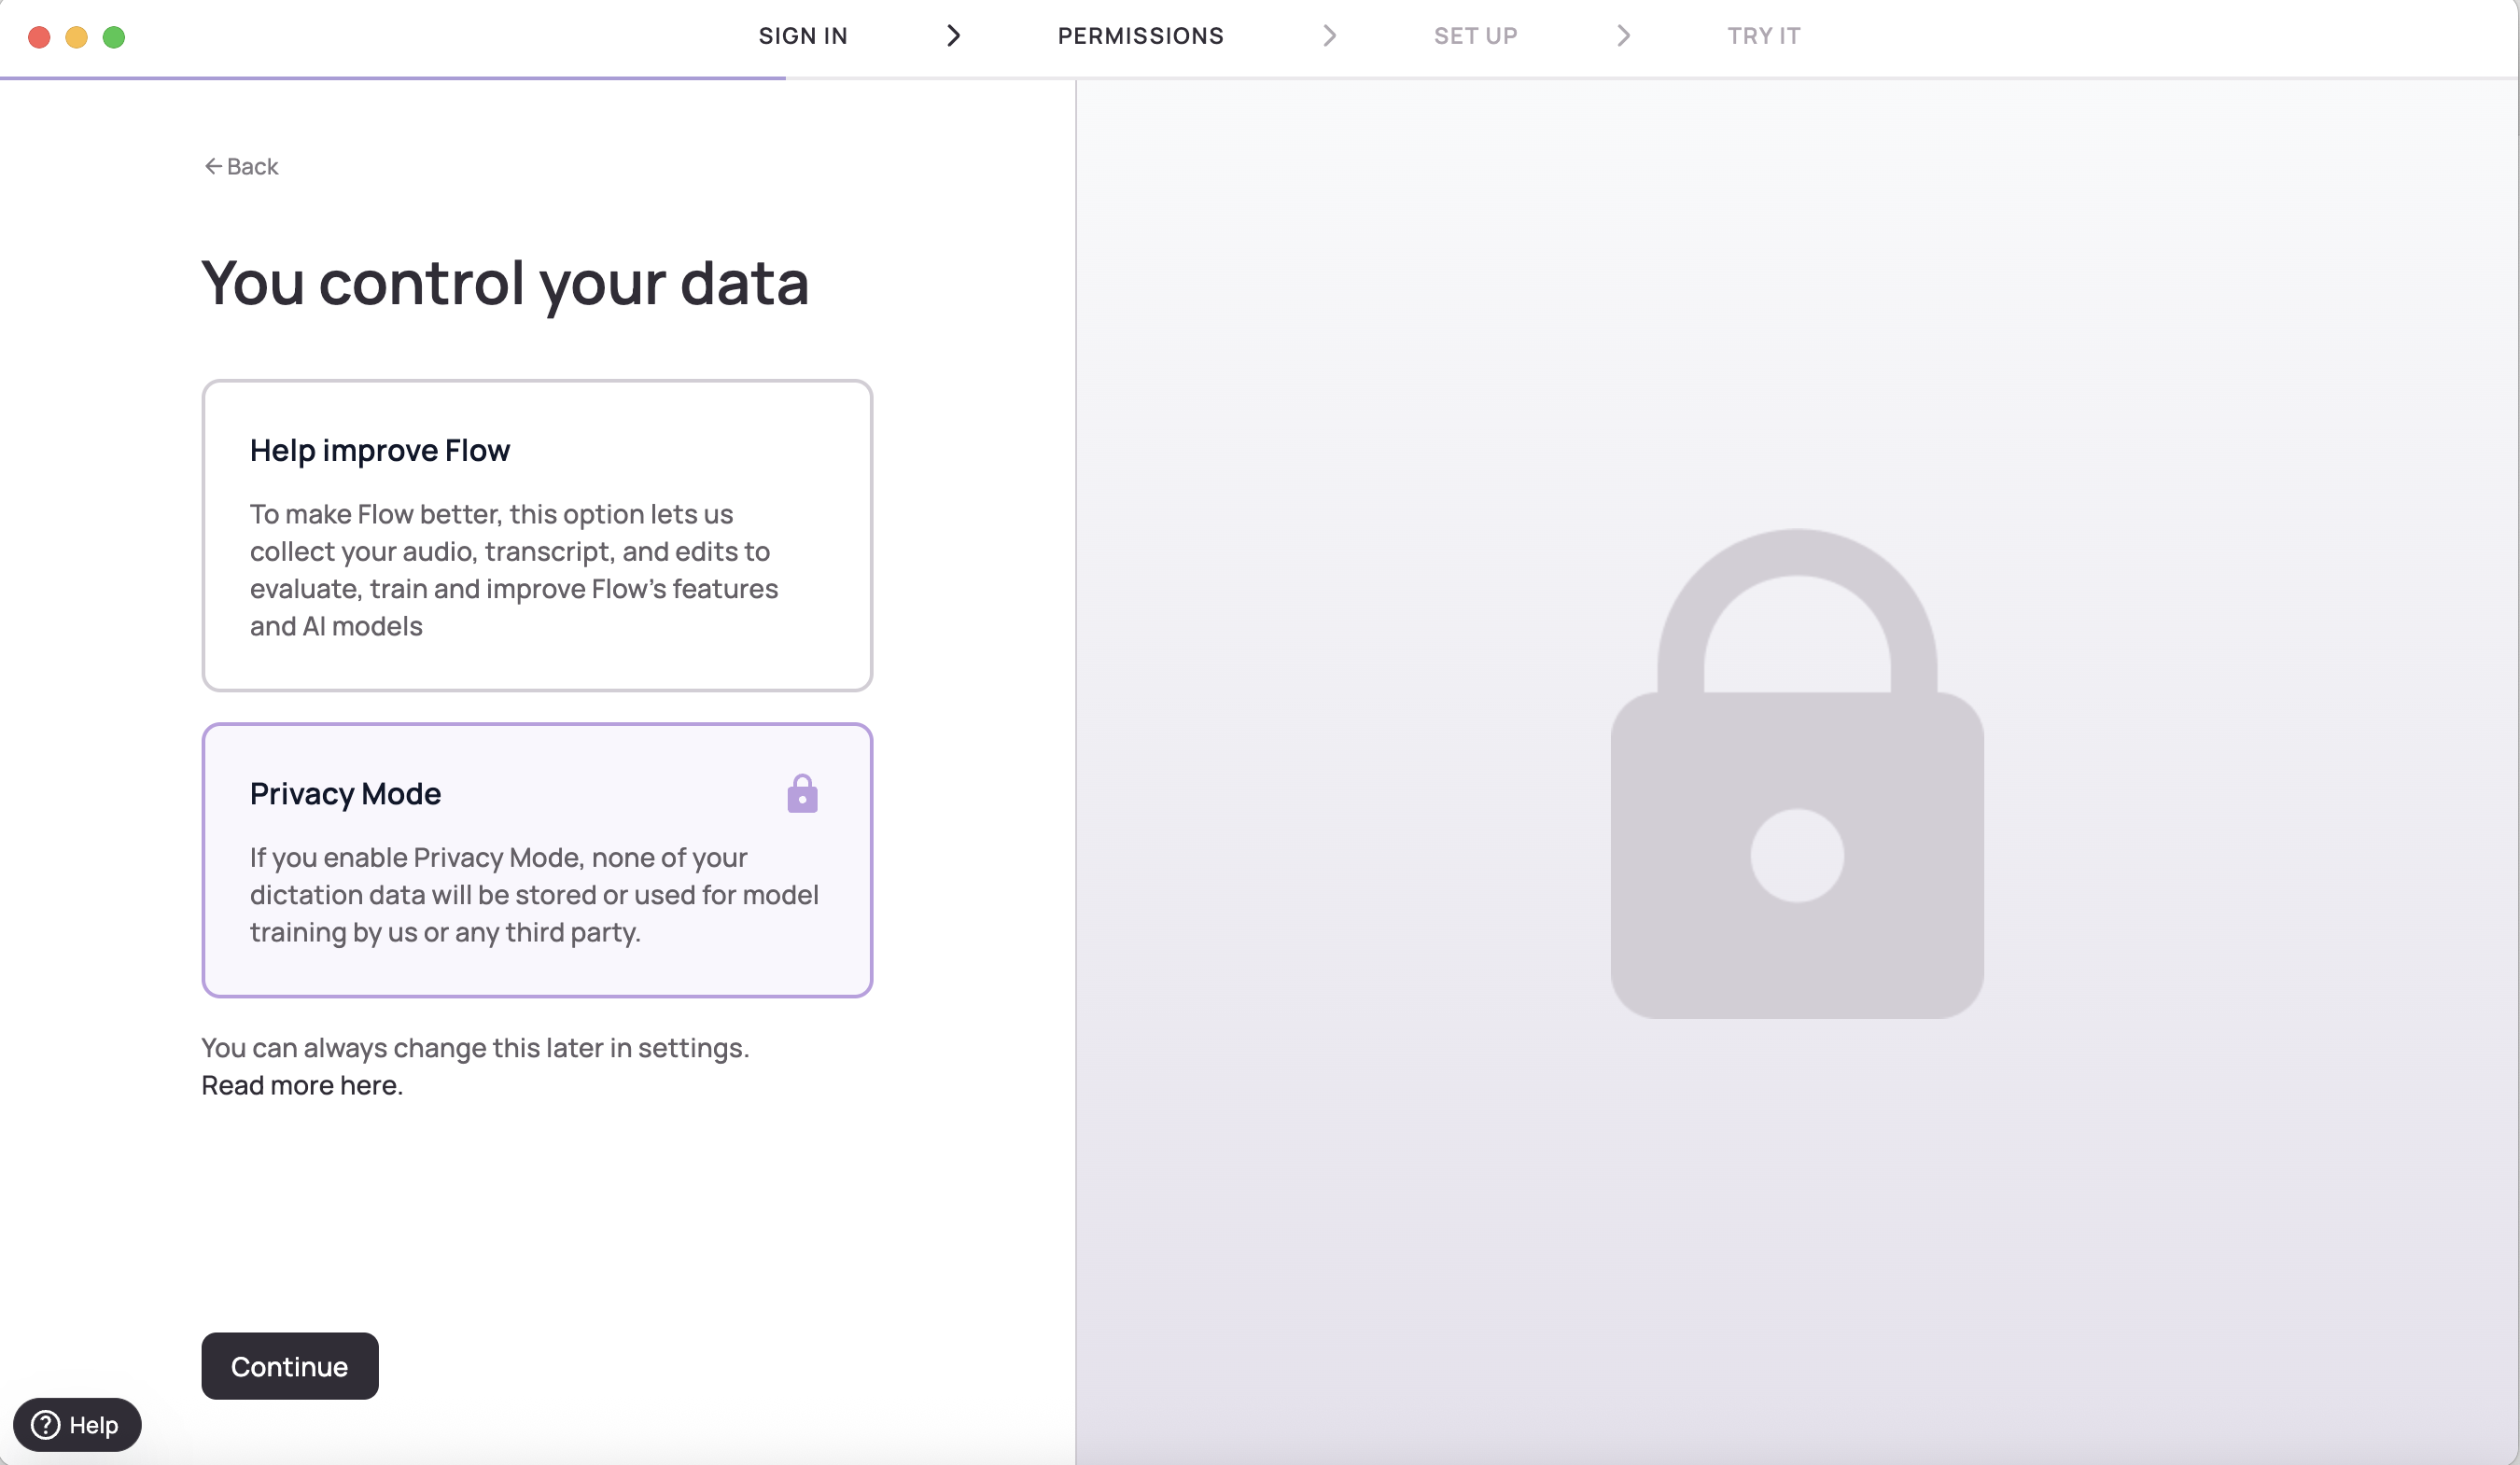 SIGN IN
PERMISSIONS
SET UP
TRY IT
Back
You control your data
Help improve Flow
To make Flow better, this option lets us
collect your audio, transcript, and edits to
evaluate, train and improve Flow’s features
and AI models
Privacy Mode
If you enable Privacy Mode, none of your
dictation data will be stored or used for model
training by us or any third party.
You can always change this later in settings.
Read more here.
Continue
Help